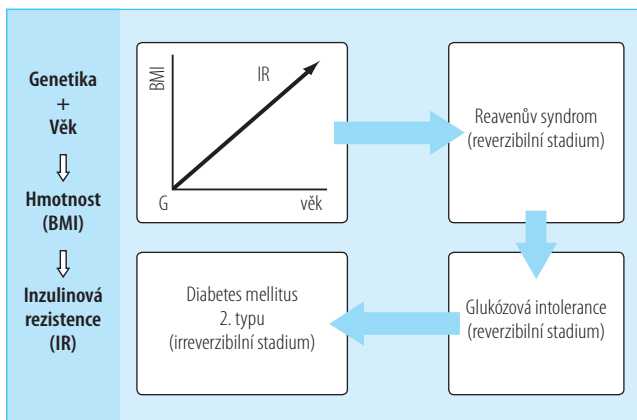 Genetika
+
Věk
Hmotnost
(BMI)
Inzulinová
rezistence
(IR)
BMI
IR
G
věk
Reavenův syndrom
(reverzibilní stadium)
Glukózová intolerance
(reverzibilní stadium)
Diabetes mellitus
2. typu
(irreverzibilní stadium)